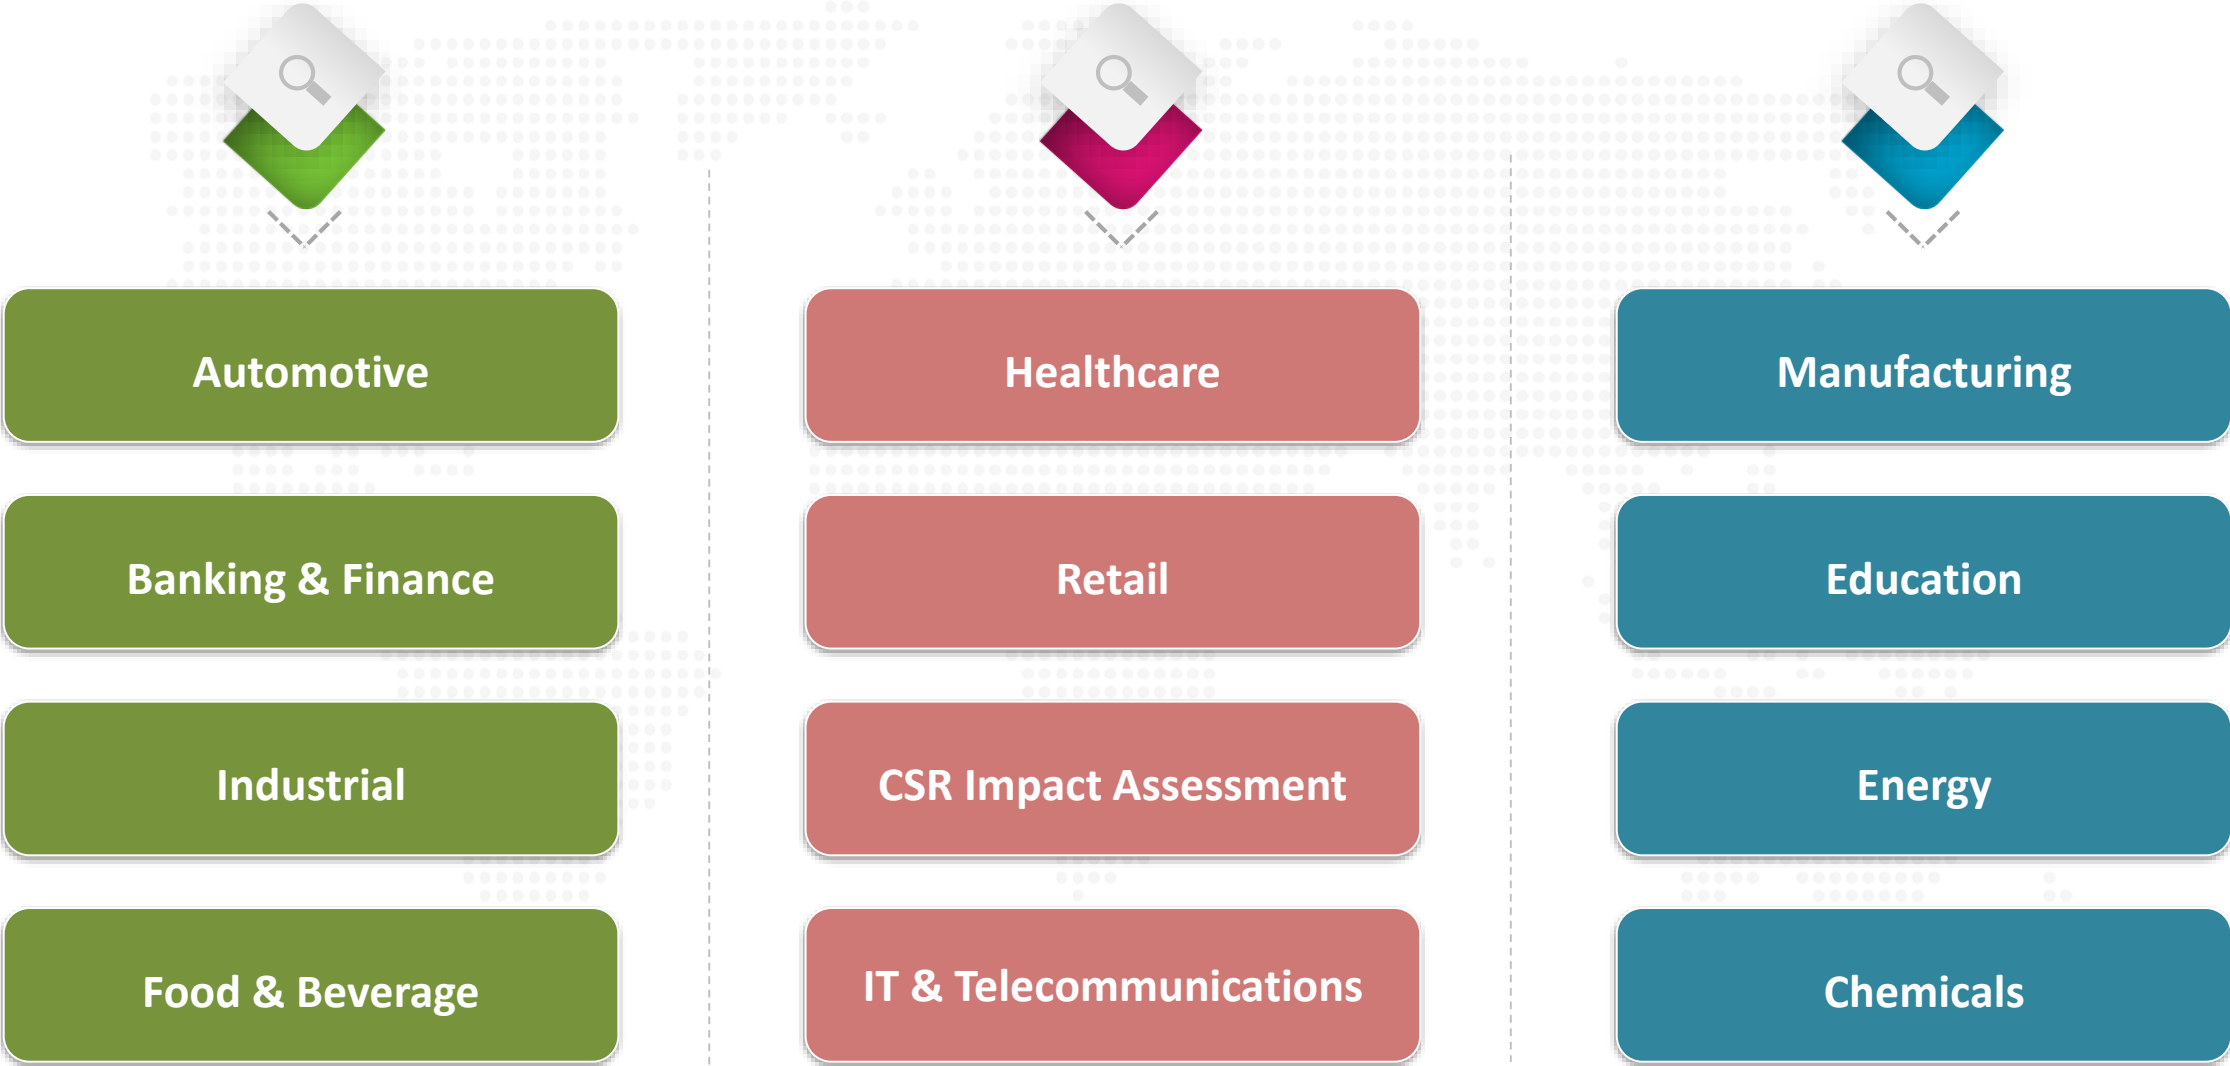 Automotive
Healthcare
Manufacturing
Banking & Finance
Retail
Education
Industrial
CSR Impact Assessment
Energy
Food & Beverage
IT & Telecommunications
Chemicals